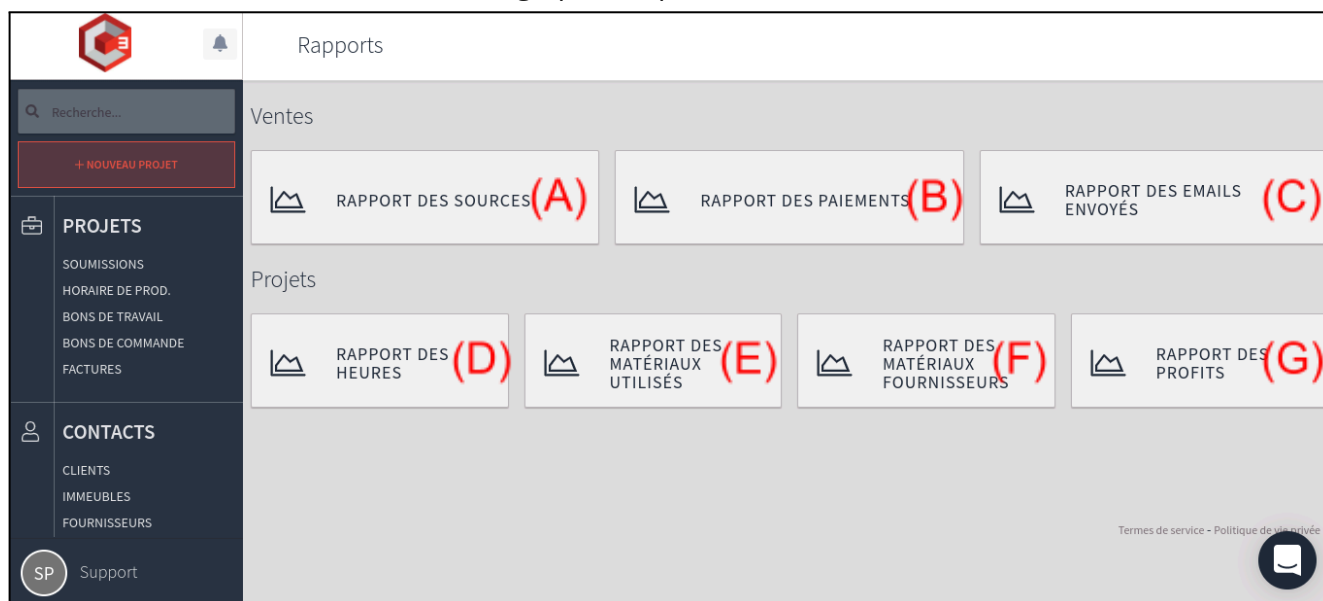 Rapports
Recherche...
+ NOUVEAU PROJET
PROJETS
SOUMISSIONS
HORAIRE DE PROD.
BONS DE TRAVAIL
BONS DE COMMANDE
FACTURES
CONTACTS
CLIENTS
IMMEUBLES
FOURNISSEURS
SP Support
Ventes
RAPPORT DES SOURCES (A)
RAPPORT DES PAIEMENTS (B)
RAPPORT DES EMAILS
ENVOYÉS (C)
Projets
RAPPORT DES
HEURES (D)
RAPPORT DES
MATÉRIAUX
UTILISÉS (E)
RAPPORT DES
MATÉRIAUX
FOURNISSEURS (F)
RAPPORT DES
PROFITS (G)
Termes de service - Politique de vie privée